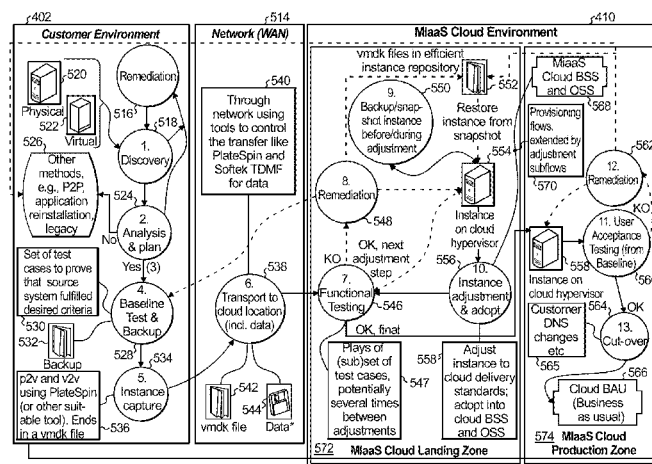 402
514
410
Customer Environment
Network (WAN)
MiaaS Cloud Environment
520
Physical
522
Virtual
526
Remediation
516
518
1.
Discovery
Other
methods,
e.g., P2P,
application
reinstallation,
legacy
524
2.
Analysis
& plan
No
Yes (3)
Set of test
cases to prove
that source
system fulfilled
desired criteria
530
532
Backup
4.
Baseline
Test &
Backup
528
534
p2v and v2v
using PlateSpin
(or other suit-
able tool). Ends
in a vmdk file
536
5.
Instance
capture
540
Through
network using
tools to control
the transfer like
PlateSpin and
Softek TDMF
for data
538
6.
Transport to
cloud location
(incl. data)
542
vmdk file
544
Data*
vmdk files in efficient
instance repository
550
552
9.
Backup/snap-
shot instance
before/during
adjustment
Restore
instance from
snapshot
554
8.
Remediation
548
Instance
on cloud
hypervisor
KO
OK, next
adjustment
step
556
7.
Functional
Testing
546
10.
Instance
adjustment
& adopt
OK, final
Plays of
(sub)set of
test cases,
potentially
several times
between
adjustments
547
558
Adjust
instance to
cloud delivery
standards;
adopt into
cloud BSS
and OSS
572
MiaaS Cloud Landing Zone
MiaaS
Cloud BSS
and OSS
568
Provisioning
flows,
extended by
adjustment
subflows
570
562
12.
Remediation
KO
11. User
Acceptance
Testing (from
Baseline)
558
560
Instance on
cloud hypervisor
564
OK
Customer
DNS
changes
etc
565
13.
Cut-over
566
Cloud BAU
(Business
as usual)
574
MiaaS Cloud
Production Zone